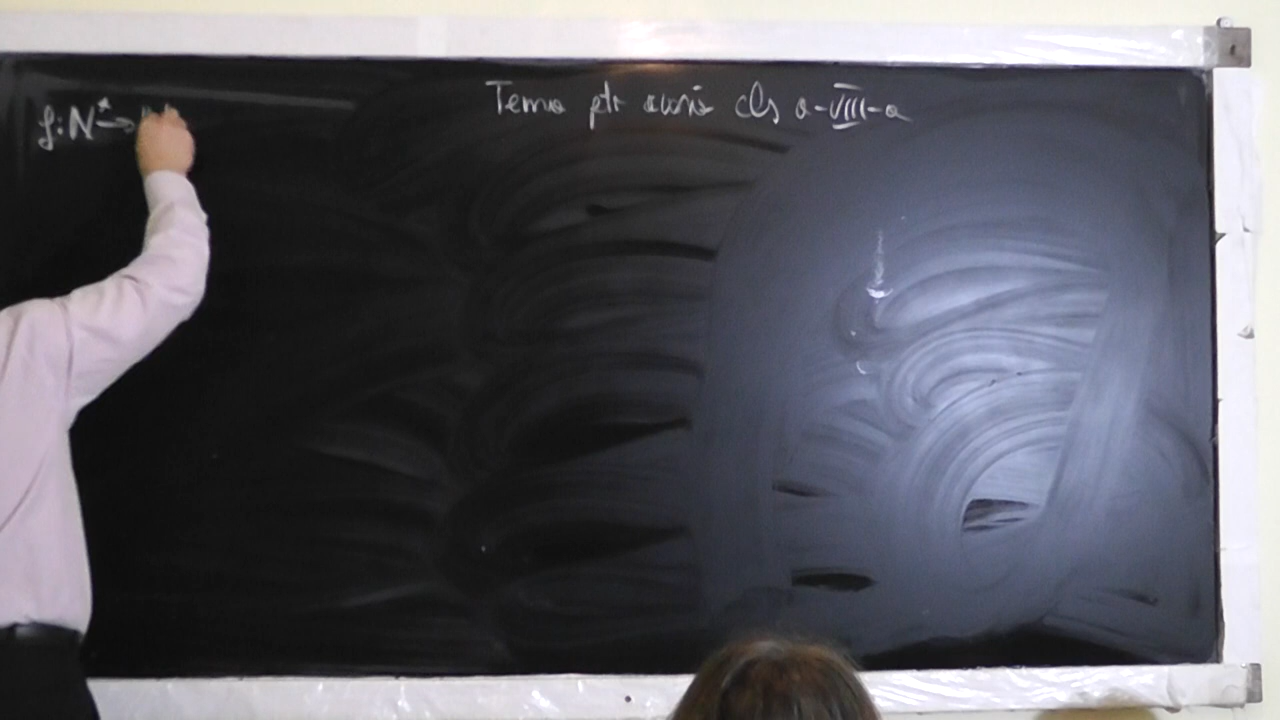 f: N* →
Tema ptr acasă cls a-VIII-a